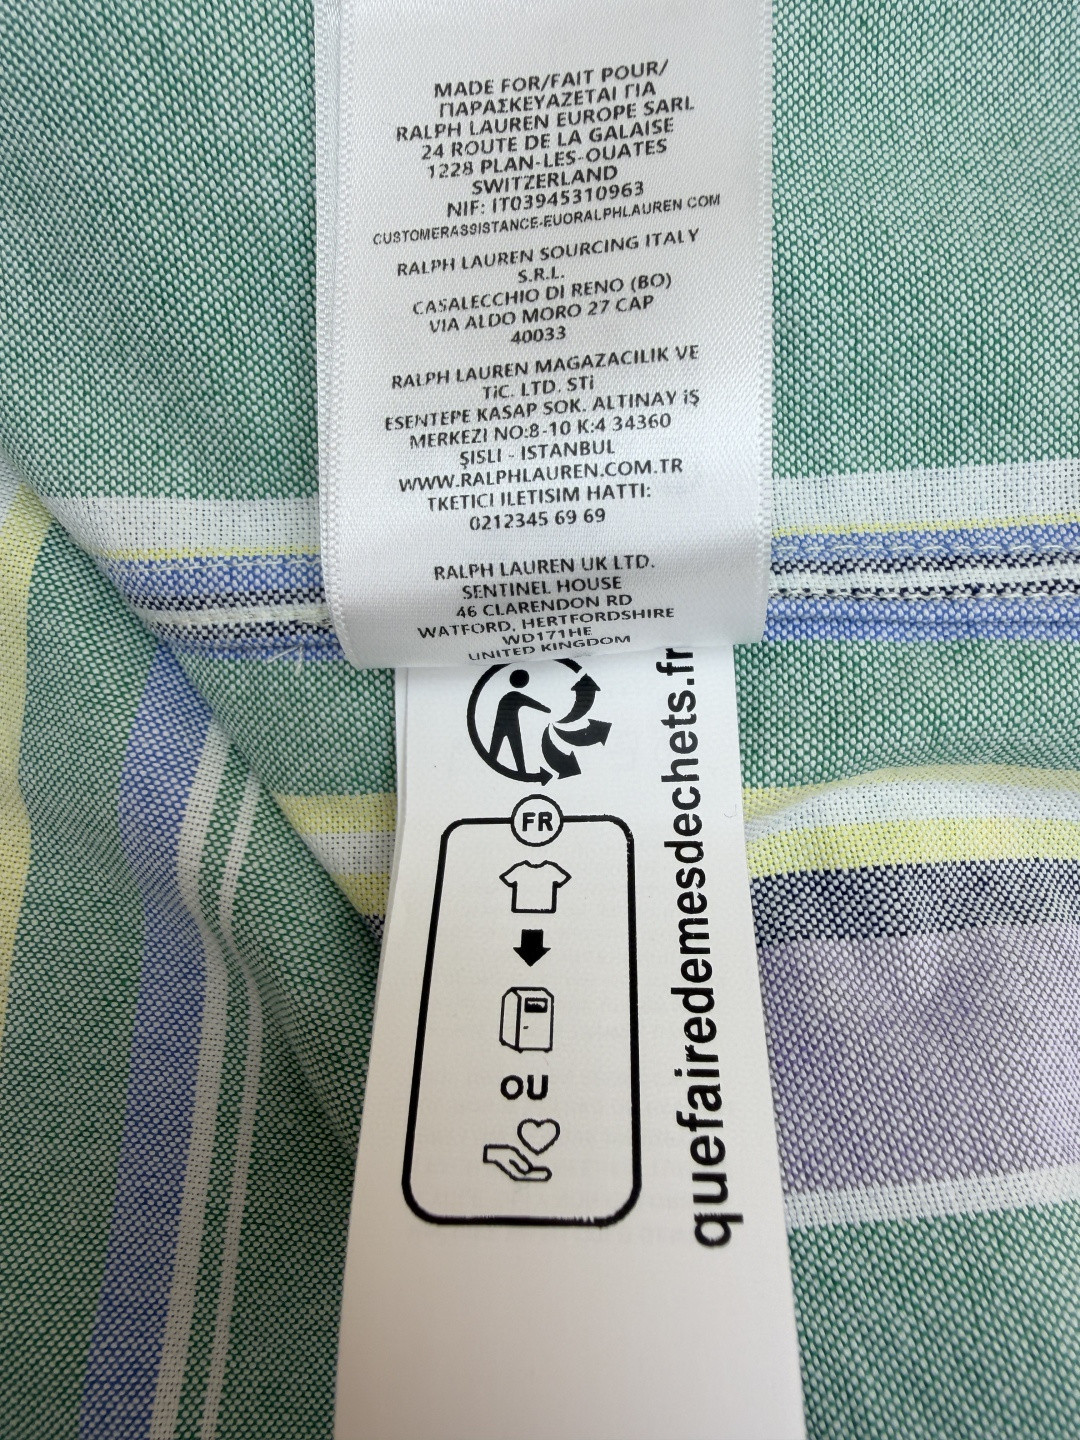 MADE FOR/FAIT POUR/
ΠΑΡΑΣΚΕΥΑΖΕΤΑΙ ΓΙΑ
RALPH LAUREN EUROPE SARL
24 ROUTE DE LA GALAISE
1228 PLAN-LES-OUATES
SWITZERLAND
NIF: IT03945310963
CUSTOMERASSISTANCE-EUORALPHLAUREN COM
RALPH LAUREN SOURCING ITALY
S.R.L.
CASALECCHIO DI RENO (BO)
VIA ALDO MORO 27 CAP
40033
RALPH LAUREN MAGAZACILIK VE
TİC. LTD. STİ
ESENTEPE KASAP SOK. ALTINAY İŞ
MERKEZI NO:8-10 K:4 34360
ŞISLI - ISTANBUL
WWW.RALPHLAUREN.COM.TR
TKETICI ILETISIM HATTI:
0212345 69 69
RALPH LAUREN UK LTD.
SENTINEL HOUSE
46 CLARENDON RD
WATFORD, HERTFORDSHIRE
WD171HE
UNITED KINGDOM
FR
OU
quefairedemesdechets.fr